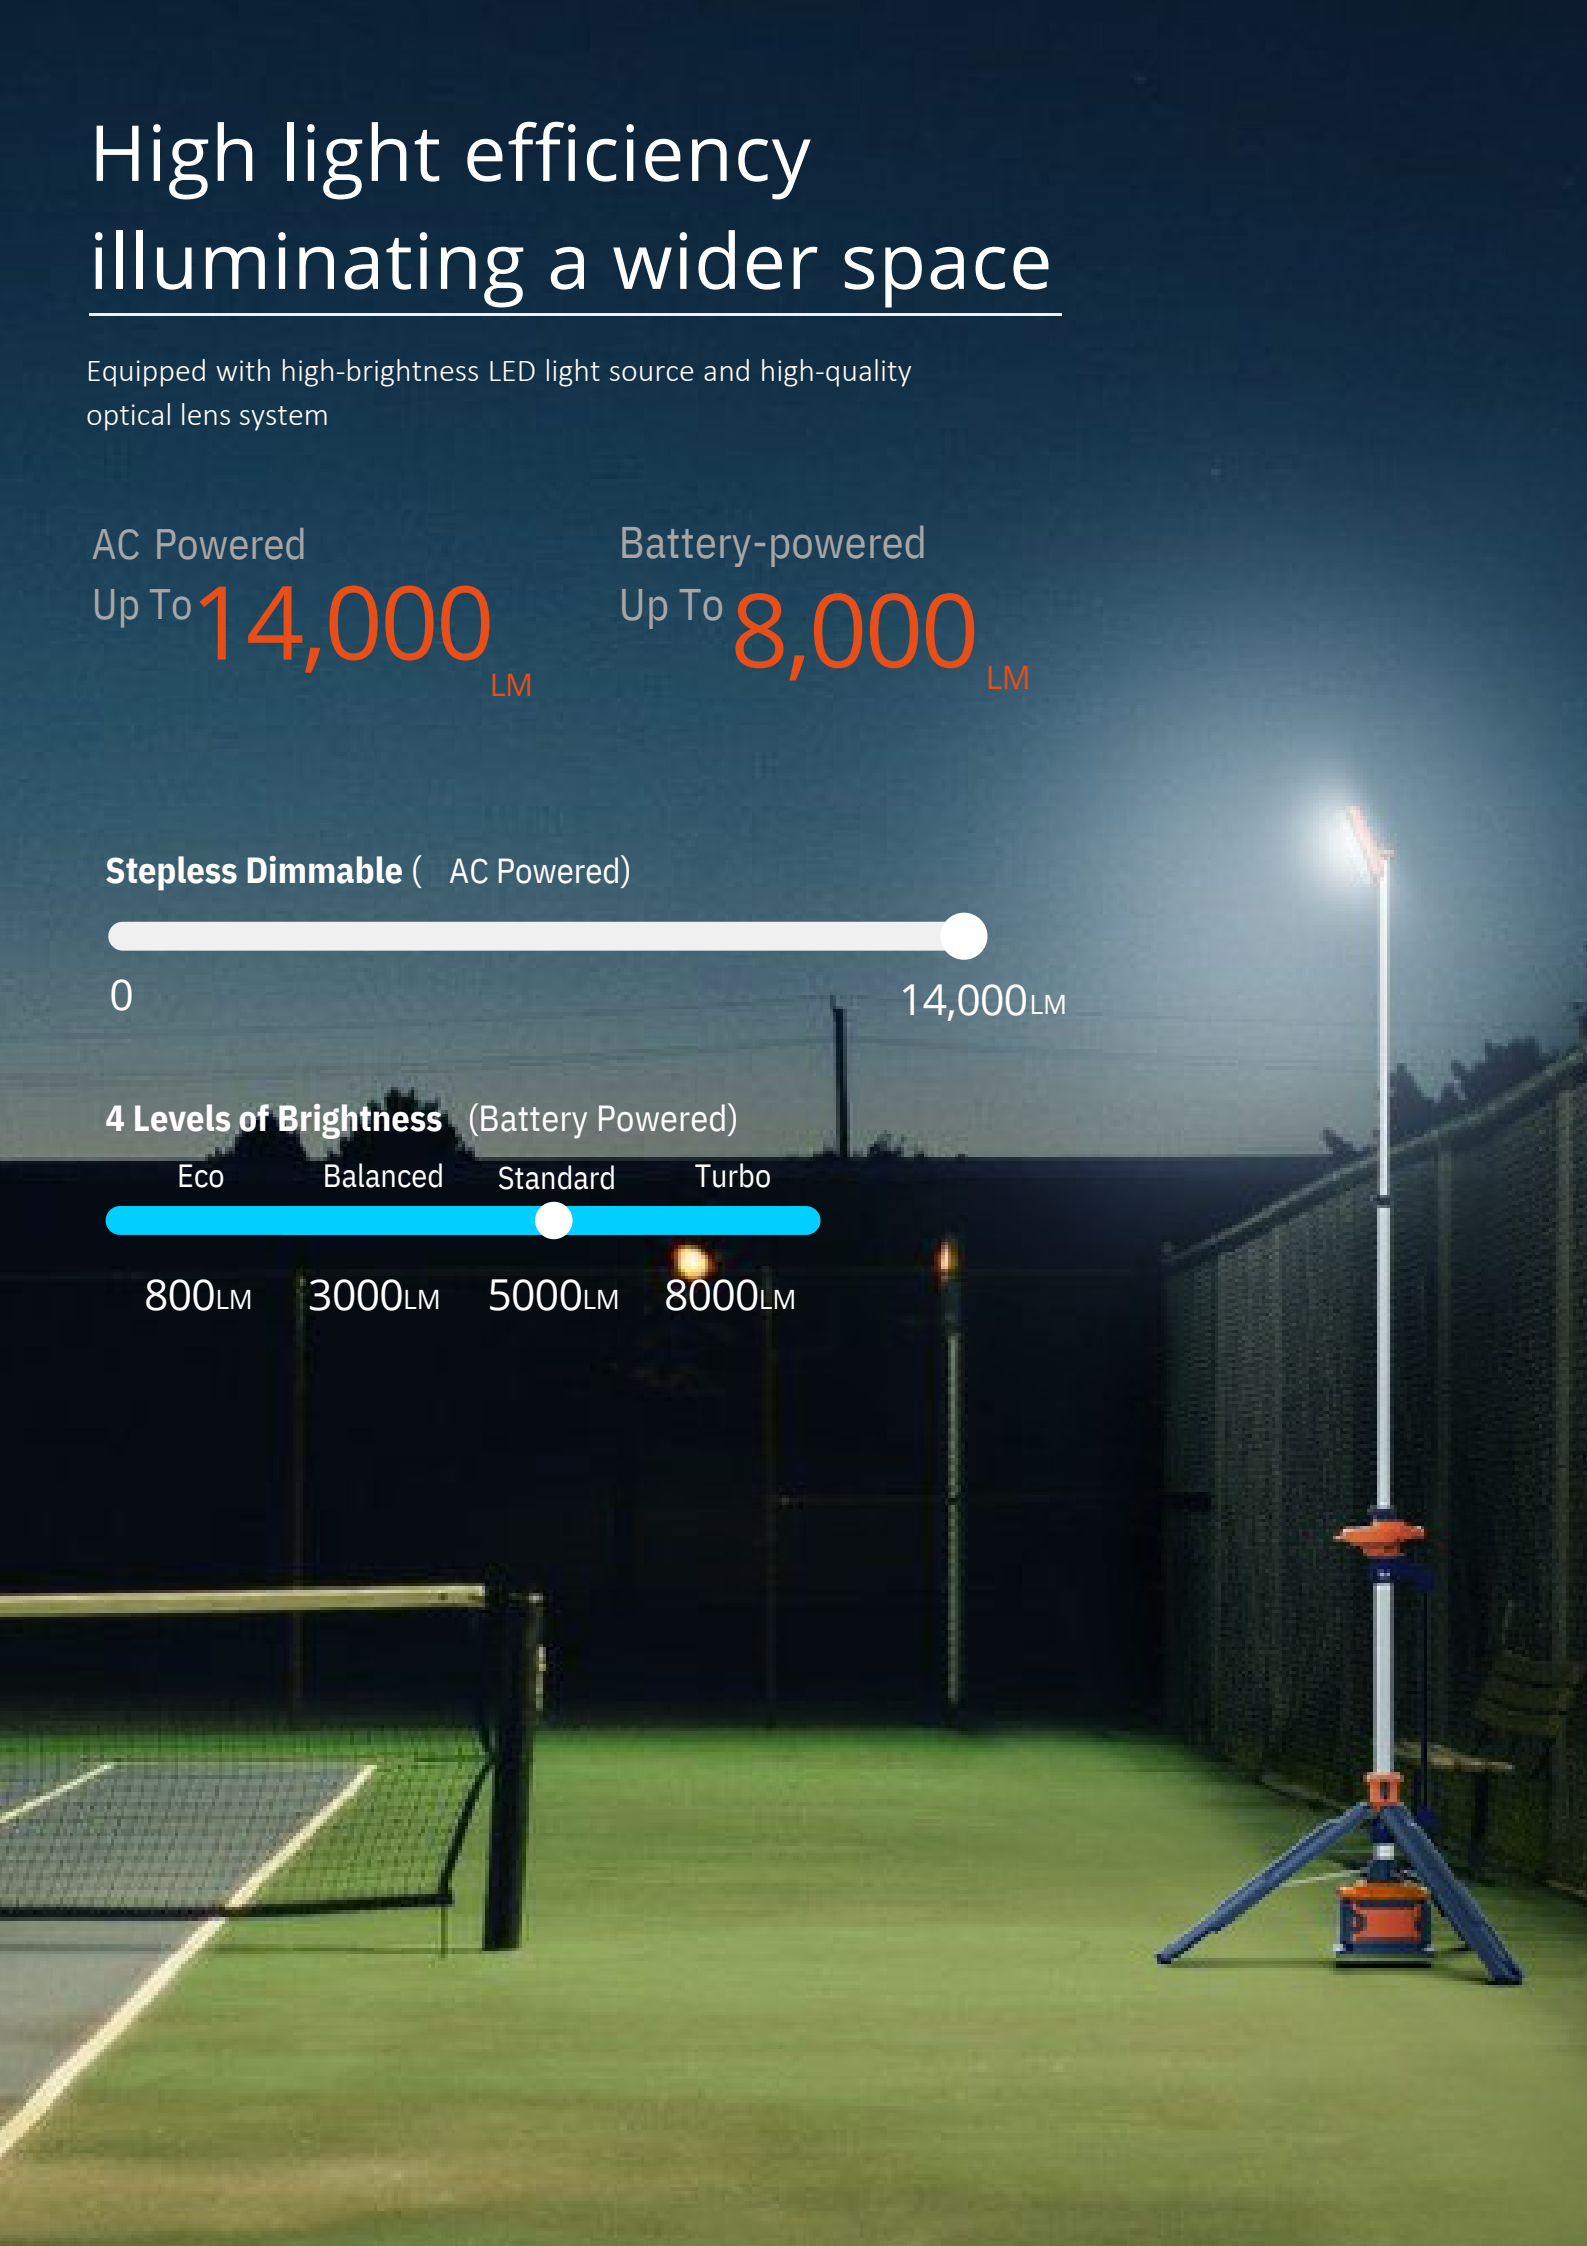 High light efficiency
illuminating a wider space
Equipped with high-brightness LED light source and high-quality
optical lens system
AC Powered
Up To 14,000 LM
Battery-powered
Up To 8,000 LM
Stepless Dimmable ( AC Powered)
0 14,000LM
4 Levels of Brightness (Battery Powered)
Eco Balanced Standard Turbo
800LM 3000LM 5000LM 8000LM